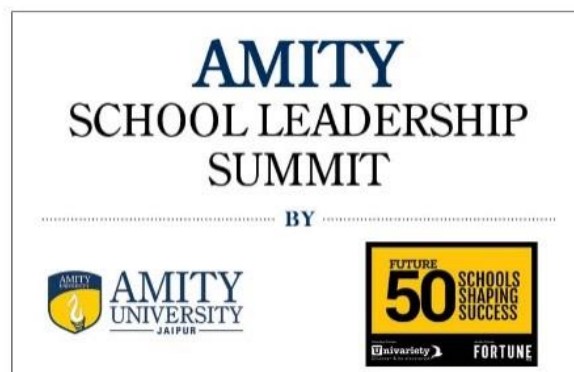 AMITY
SCHOOL LEADERSHIP
SUMMIT
BY
AMITY
UNIVERSITY
AMITY
UNIVERSITY
JAIPUR
FUTURE
50 SCHOOLS
SHAPING
SUCCESS
Univariety
FORTUNE